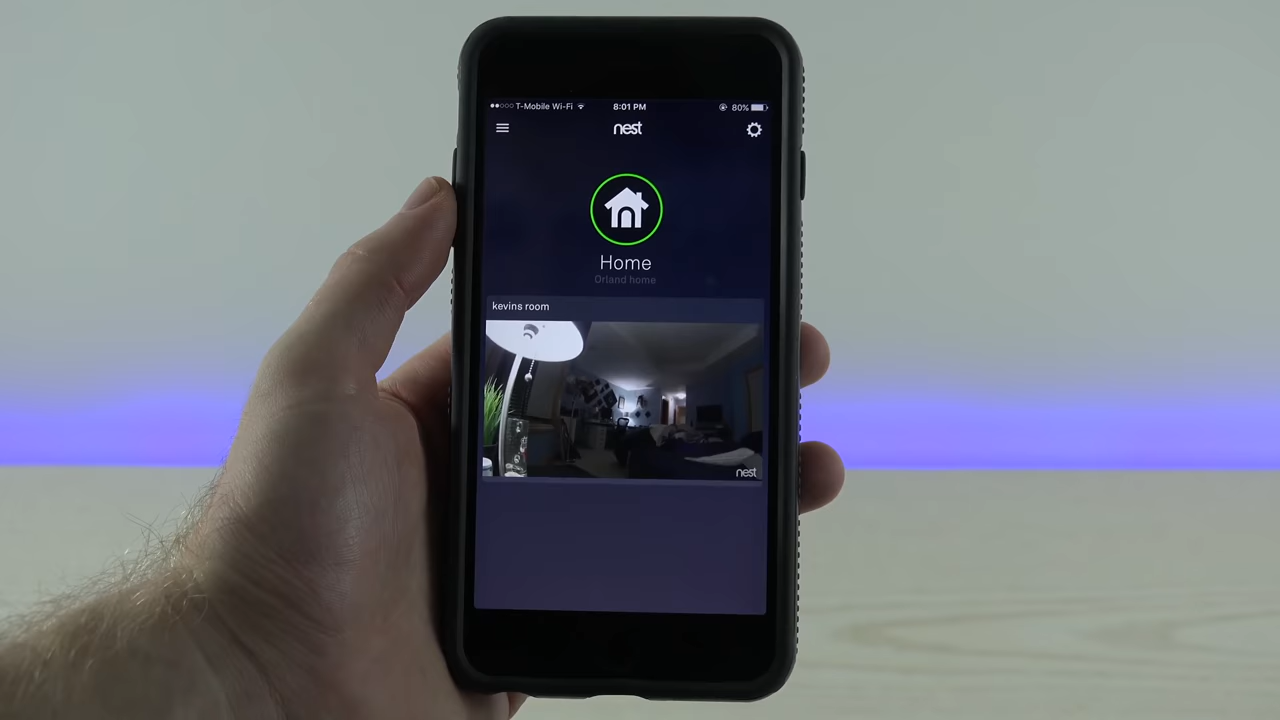 T-Mobile Wi-Fi 8:01 PM 80%
nest
Home
Orland home
kevins room
nest